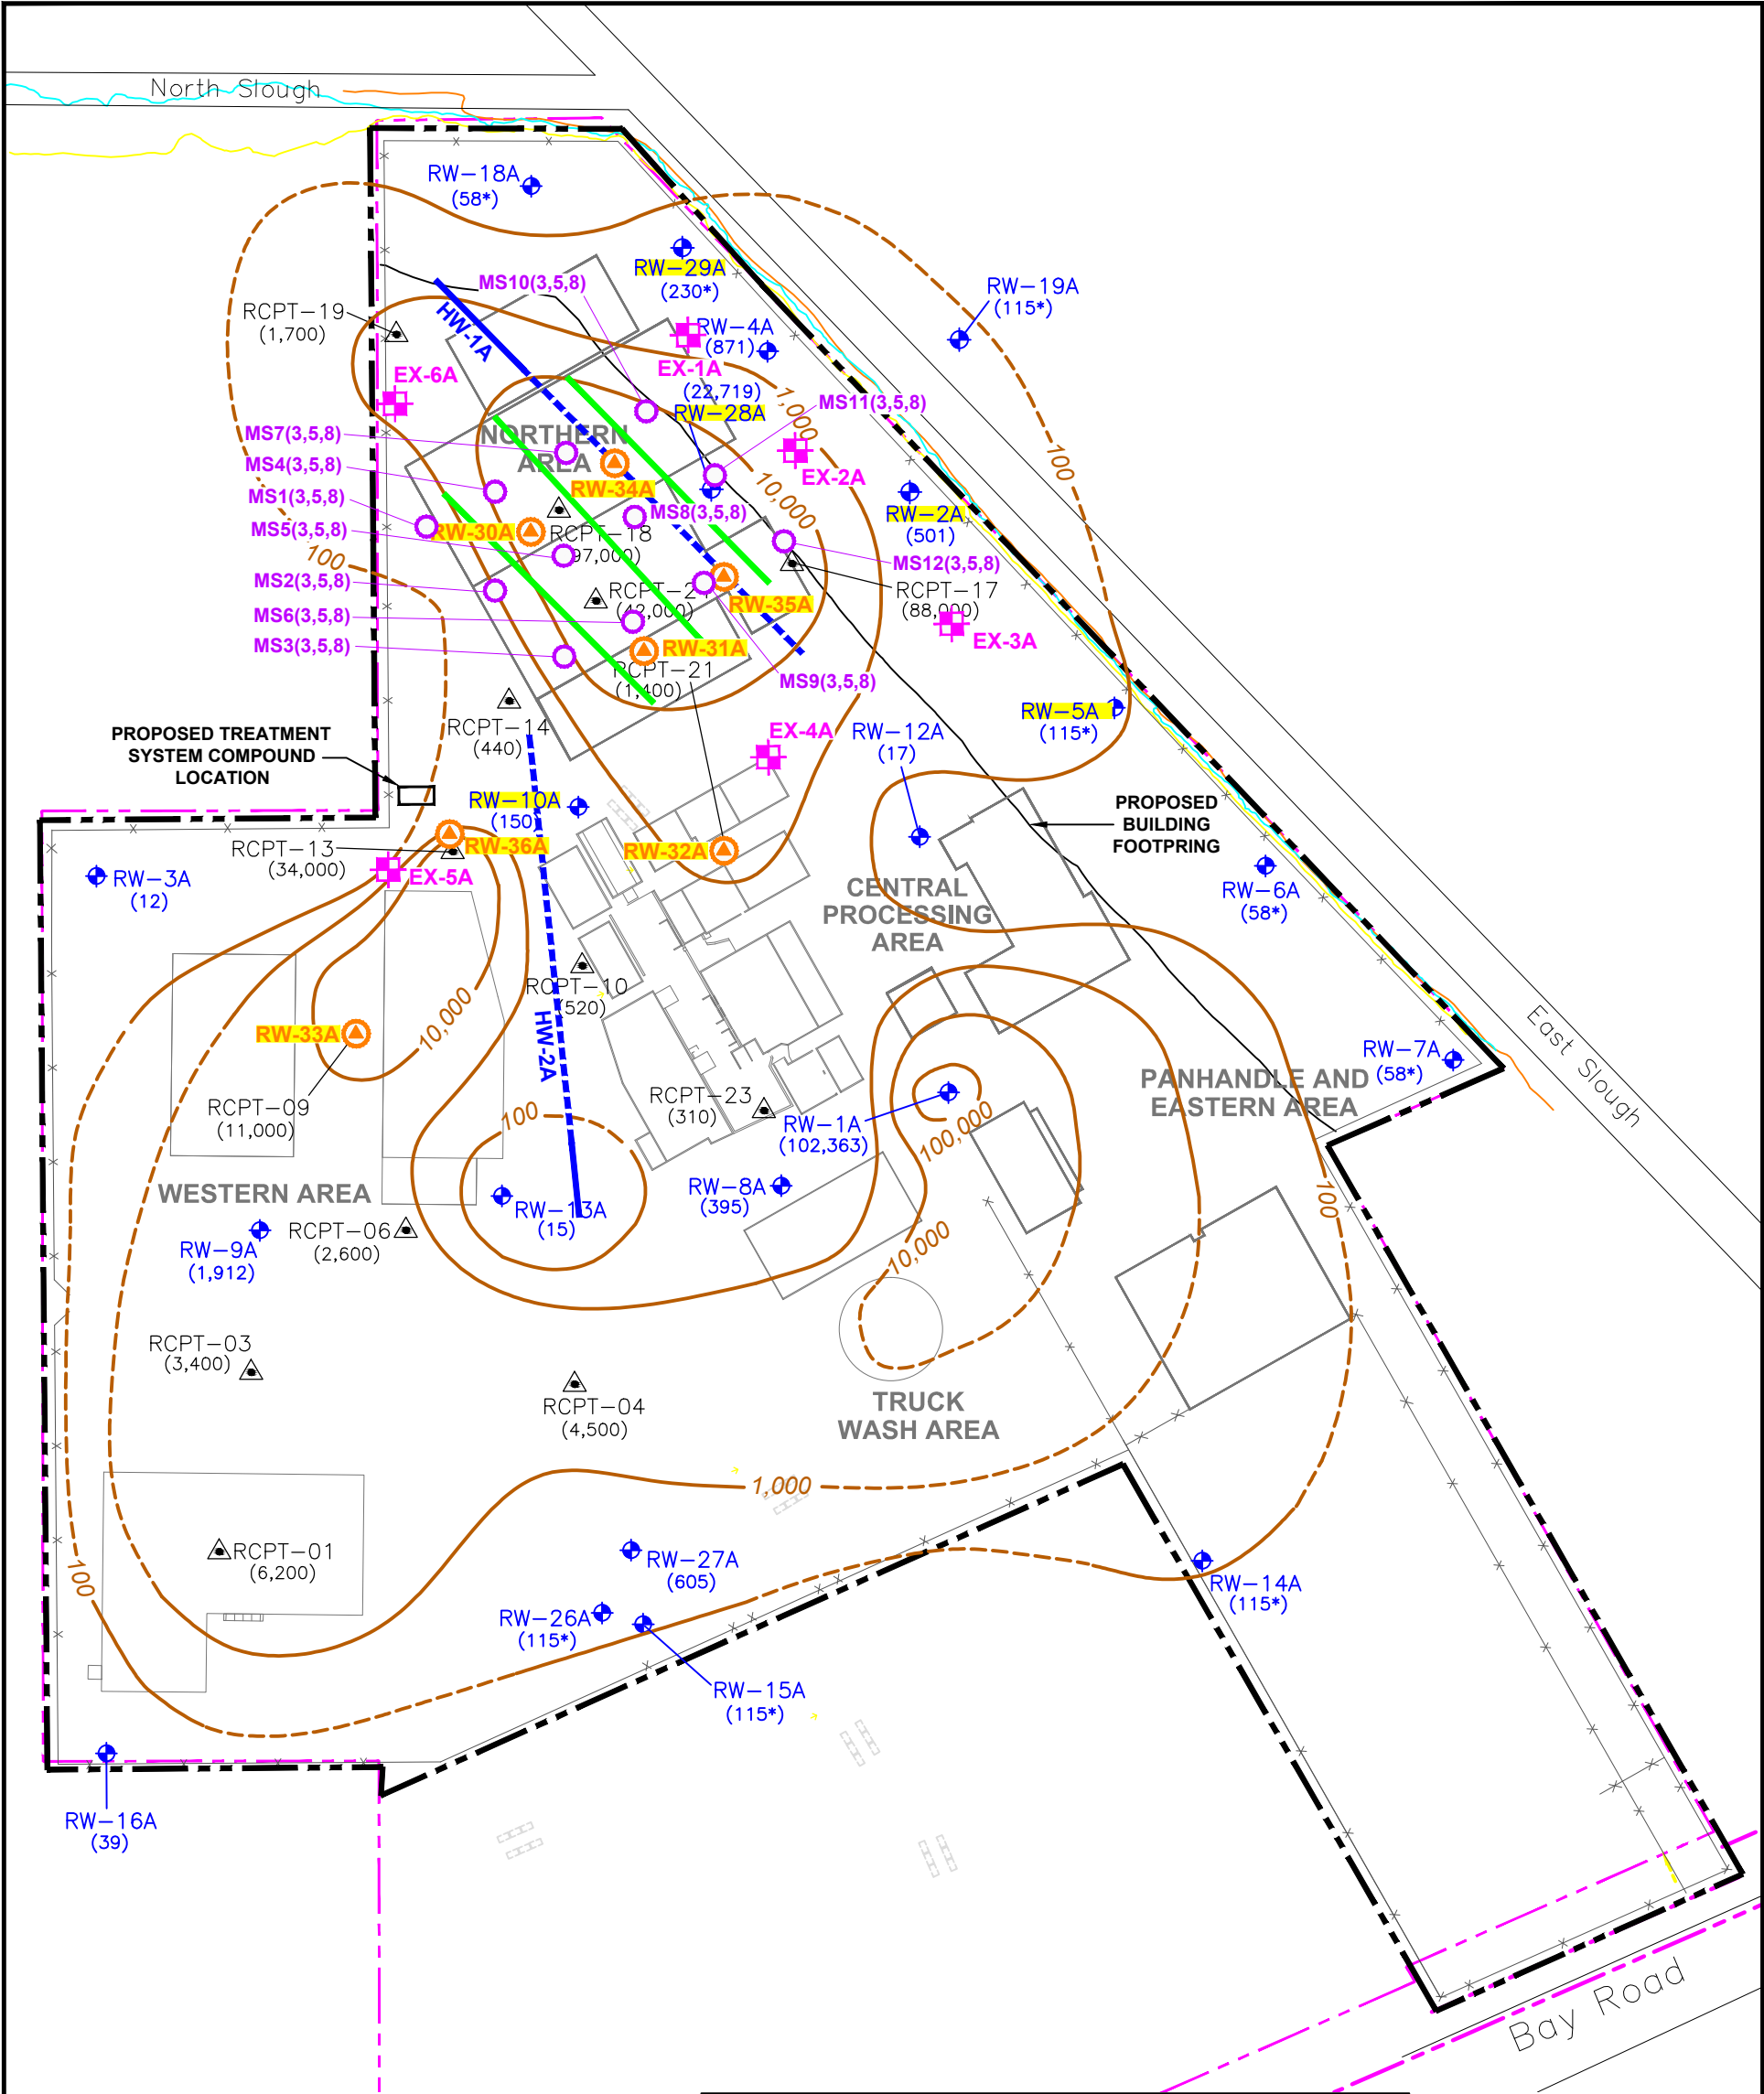 North Slough
RW-18A
(58*)
RW-29A
(230*)
RW-19A
(115*)
MS10(3,5,8)
HW-1A
RCPT-19
(1,700)
RW-4A
(871)
EX-1A
EX-6A
(22,719)
RW-28A
1,000
MS11(3,5,8)
100
NORTHERN
AREA
MS7(3,5,8)
MS4(3,5,8)
MS1(3,5,8)
MS5(3,5,8)
100
MS2(3,5,8)
MS6(3,5,8)
MS3(3,5,8)
EX-2A
10,000
RW-34A
MS8(3,5,8)
RW-2A
(501)
RW-30A
RCPT-18
97,000)
MS12(3,5,8)
RCPT-17
(88,000)
(42,000)
RW-35A
EX-3A
RW-31A
RCPT-21
(1,400)
MS9(3,5,8)
RCPT-14
(440)
EX-4A
RW-12A
(17)
RW-5A
(115*)
PROPOSED TREATMENT
SYSTEM COMPOUND
LOCATION
RW-10A
(150)
PROPOSED
BUILDING
FOOTPRING
RCPT-13
(34,000)
RW-36A
RW-32A
EX-5A
RW-3A
(12)
CENTRAL
PROCESSING
AREA
RW-6A
(58*)
RCPT-10
(520)
10,000
RW-33A
HW-2A
East Slough
RW-7A
(58*)
PANHANDLE AND
EASTERN AREA
RCPT-09
(11,000)
RCPT-23
(310)
100
RW-1A
(102,363)
100,000
WESTERN AREA
RW-8A
(395)
100
RW-13A
(15)
RCPT-06
(2,600)
RW-9A
(1,912)
10,000
RCPT-03
(3,400)
RCPT-04
(4,500)
TRUCK
WASH AREA
1,000
RCPT-01
(6,200)
100
RW-27A
(605)
RW-14A
(115*)
RW-26A
(115*)
RW-15A
(115*)
RW-16A
(39)
Bay Road